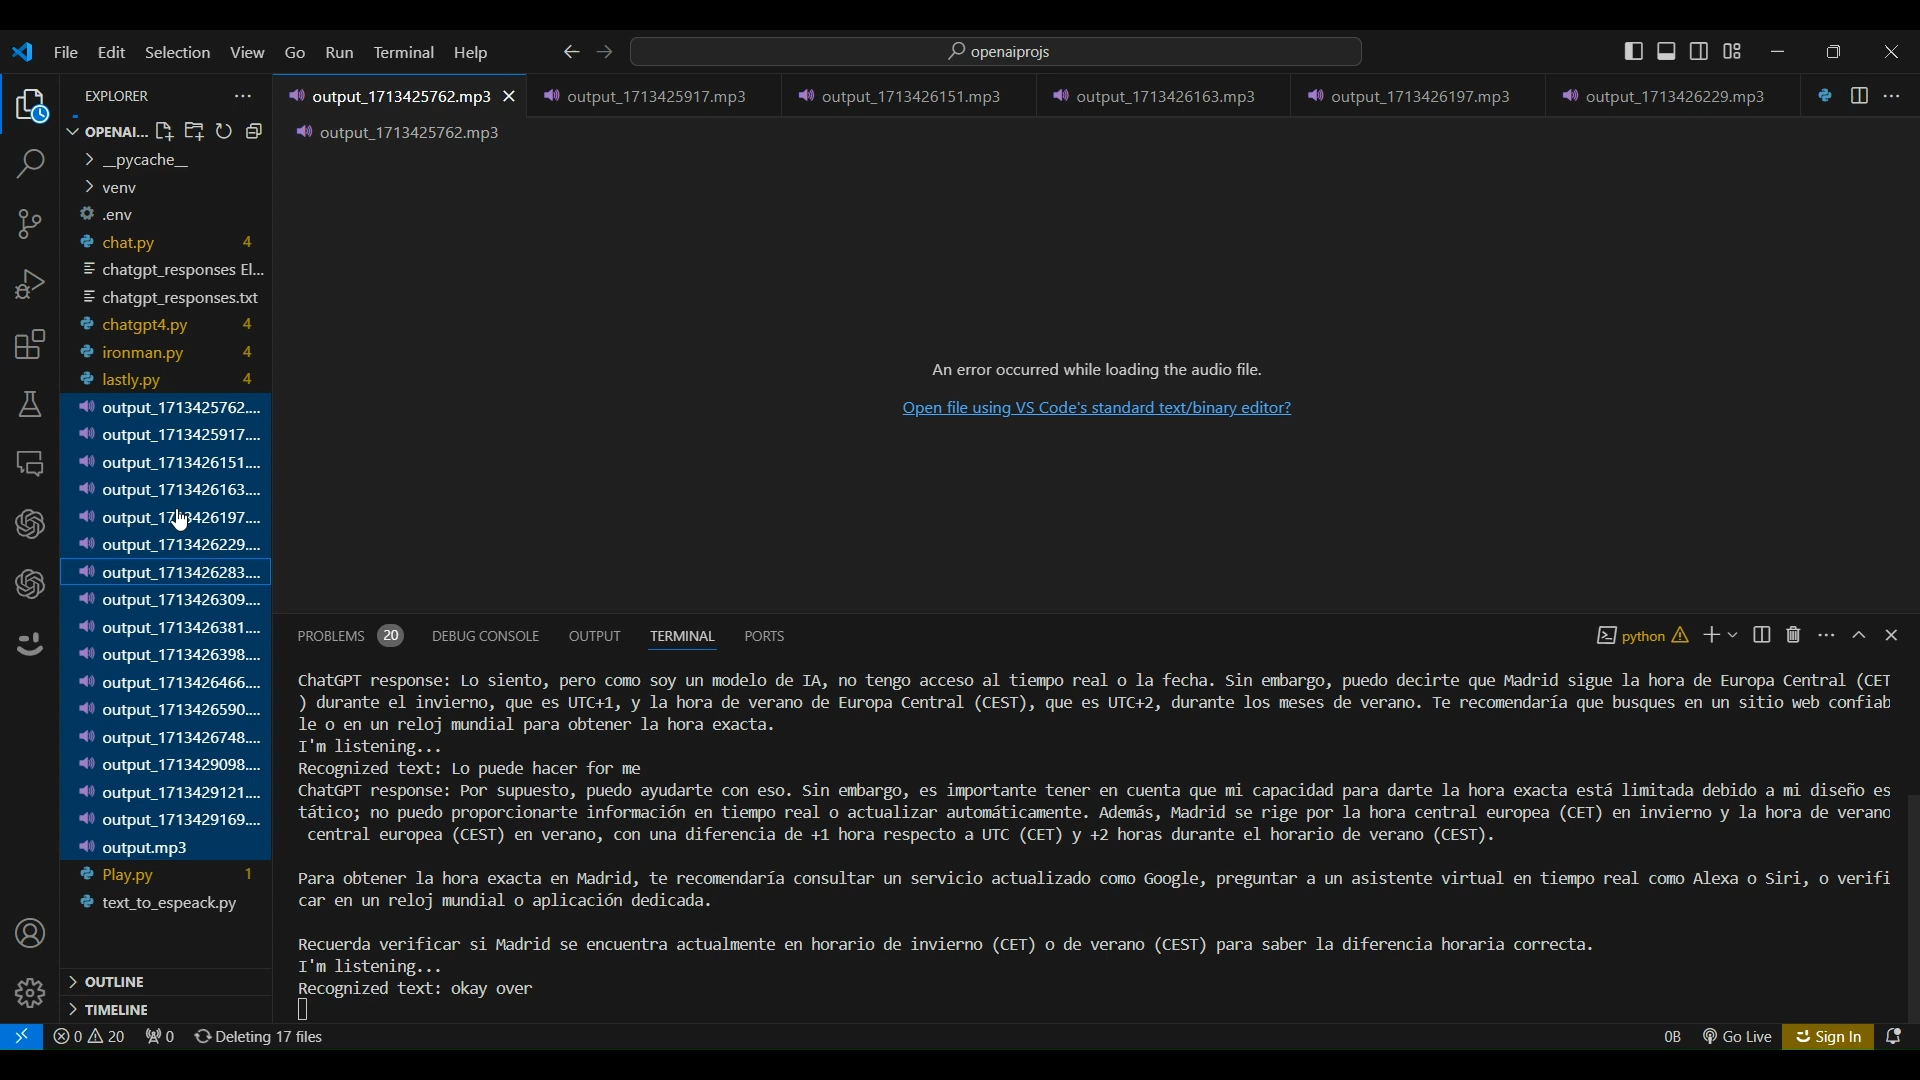 File Edit Selection View Go Run Terminal Help
openaiprojs
EXPLORER
output_1713425762.mp3
output_1713425917.mp3
output_1713426151.mp3
output_1713426163.mp3
output_1713426197.mp3
output_1713426229.mp3
OPENAI...
output_1713425762.mp3
__pycache__
venv
.env
chat.py 4
chatgpt_responses El...
chatgpt_responses.txt
chatgpt4.py 4
ironman.py 4
lastly.py 4
output_1713425762....
output_1713425917....
output_1713426151....
output_1713426163....
output_1713426197....
output_1713426229....
output_1713426283....
output_1713426309....
output_1713426381....
output_1713426398....
output_1713426466....
output_1713426590....
output_1713426748....
output_1713429098....
output_1713429121....
output_1713429169....
output.mp3
Play.py 1
text_to_espeack.py
OUTLINE
TIMELINE
An error occurred while loading the audio file.
Open file using VS Code's standard text/binary editor?
PROBLEMS 20 DEBUG CONSOLE OUTPUT TERMINAL PORTS
python
ChatGPT response: Lo siento, pero como soy un modelo de IA, no tengo acceso al tiempo real o la fecha. Sin embargo, puedo decirte que Madrid sigue la hora de Europa Central (CET
) durante el invierno, que es UTC+1, y la hora de verano de Europa Central (CEST), que es UTC+2, durante los meses de verano. Te recomendaría que busques en un sitio web confiab
le o en un reloj mundial para obtener la hora exacta.
I'm listening...
Recognized text: Lo puede hacer for me
ChatGPT response: Por supuesto, puedo ayudarte con eso. Sin embargo, es importante tener en cuenta que mi capacidad para darte la hora exacta está limitada debido a mi diseño es
tático; no puedo proporcionarte información en tiempo real o actualizar automáticamente. Además, Madrid se rige por la hora central europea (CET) en invierno y la hora de verano
central europea (CEST) en verano, con una diferencia de +1 hora respecto a UTC (CET) y +2 horas durante el horario de verano (CEST).
Para obtener la hora exacta en Madrid, te recomendaría consultar un servicio actualizado como Google, preguntar a un asistente virtual en tiempo real como Alexa o Siri, o verifi
car en un reloj mundial o aplicación dedicada.
Recuerda verificar si Madrid se encuentra actualmente en horario de invierno (CET) o de verano (CEST) para saber la diferencia horaria correcta.
I'm listening...
Recognized text: okay over
0 20 0 Deleting 17 files 0B Go Live Sign In